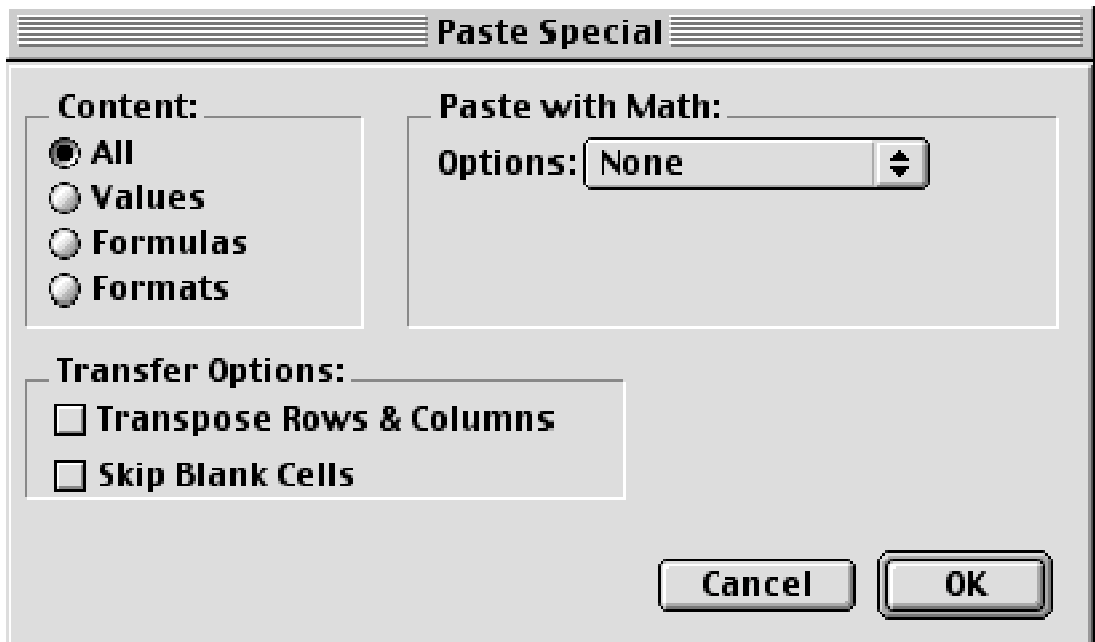 Paste Special
Content:
All
Values
Formulas
Formats
Paste with Math:
Options: None
Transfer Options:
Transpose Rows & Columns
Skip Blank Cells
Cancel
OK